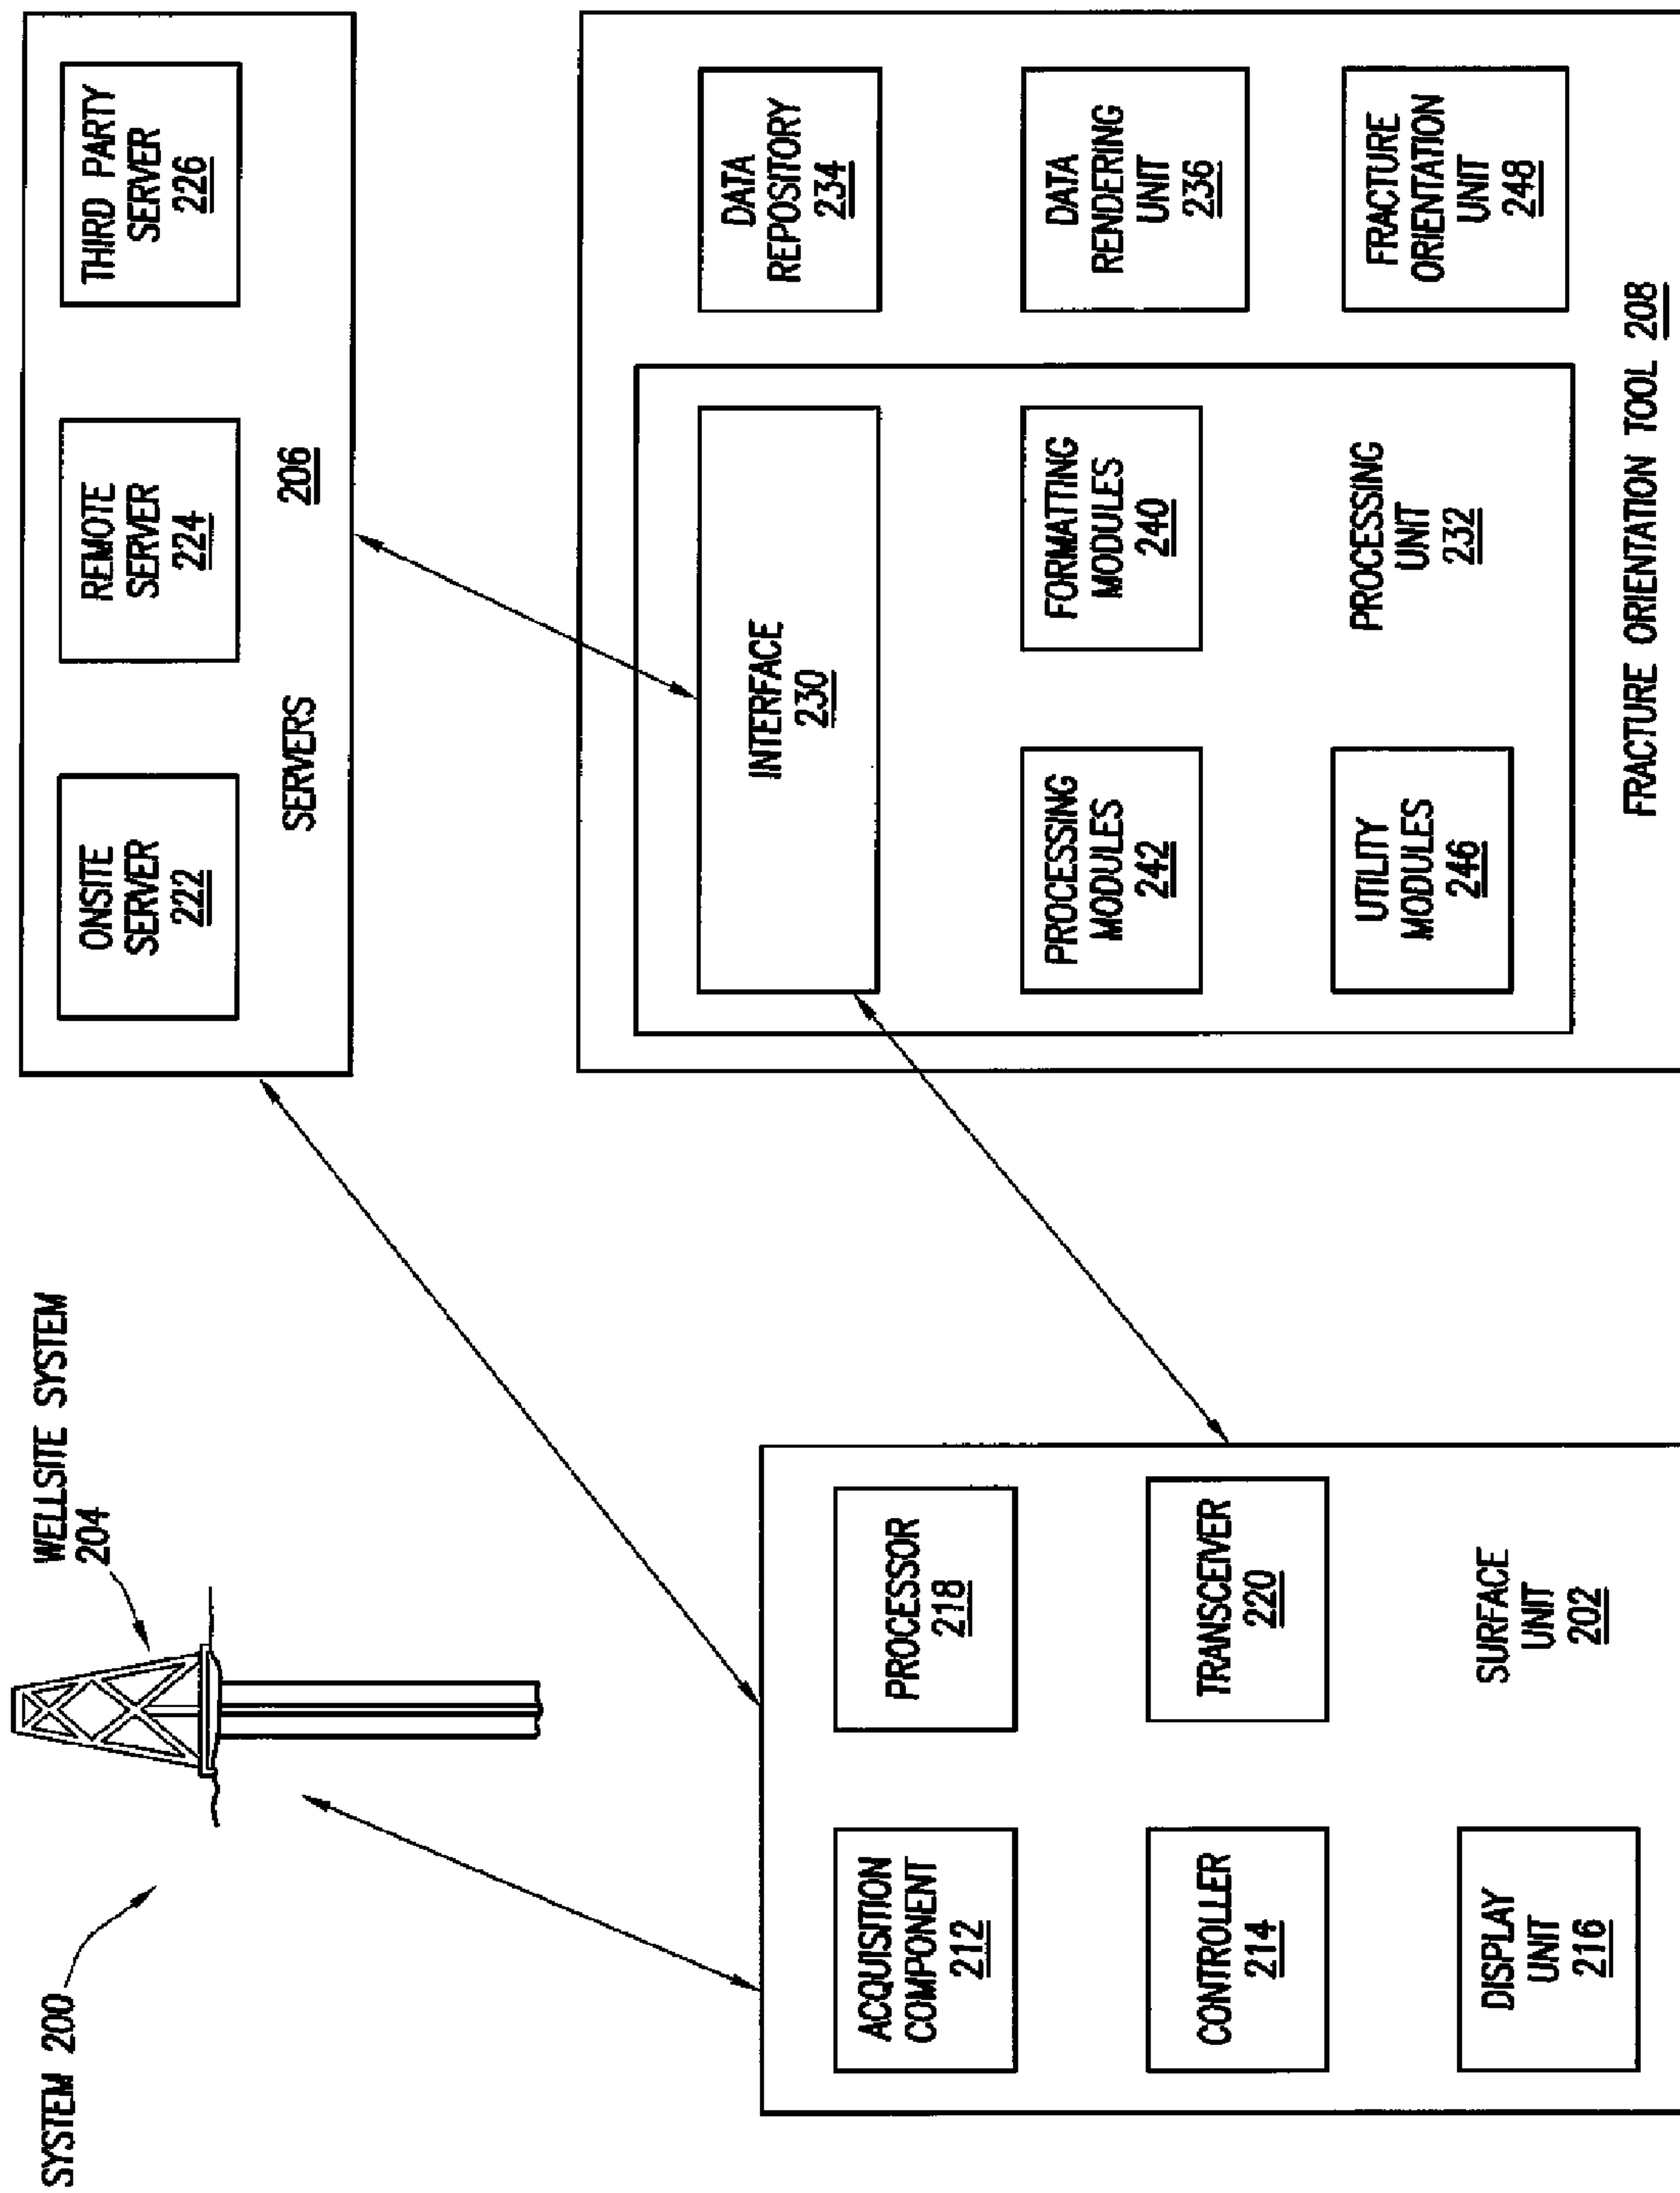 SYSTEM 200
WELLSITE SYSTEM
204
ONSITE
SERVER
222
REMOTE
SERVER
224
THIRD PARTY
SERVER
226
SERVERS
206
ACQUISITION
COMPONENT
212
PROCESSOR
218
CONTROLLER
214
TRANSCEIVER
220
DISPLAY
UNIT
216
SURFACE
UNIT
202
INTERFACE
230
DATA
REPOSITORY
234
PROCESSING
MODULES
242
FORMATTING
MODULES
240
DATA
RENDERING
UNIT
236
UTILITY
MODULES
246
PROCESSING
UNIT
232
FRACTURE
ORIENTATION
UNIT
248
FRACTURE ORIENTATION TOOL 208